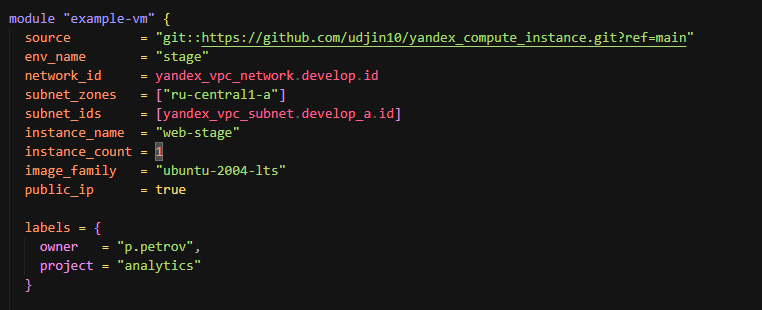 module "example-vm" {
  source         = "git::https://github.com/udjin10/yandex_compute_instance.git?ref=main"
  env_name       = "stage"
  network_id     = yandex_vpc_network.develop.id
  subnet_zones   = ["ru-central1-a"]
  subnet_ids     = [yandex_vpc_subnet.develop_a.id]
  instance_name  = "web-stage"
  instance_count = 1
  image_family   = "ubuntu-2004-lts"
  public_ip      = true

  labels = {
    owner   = "p.petrov",
    project = "analytics"
  }